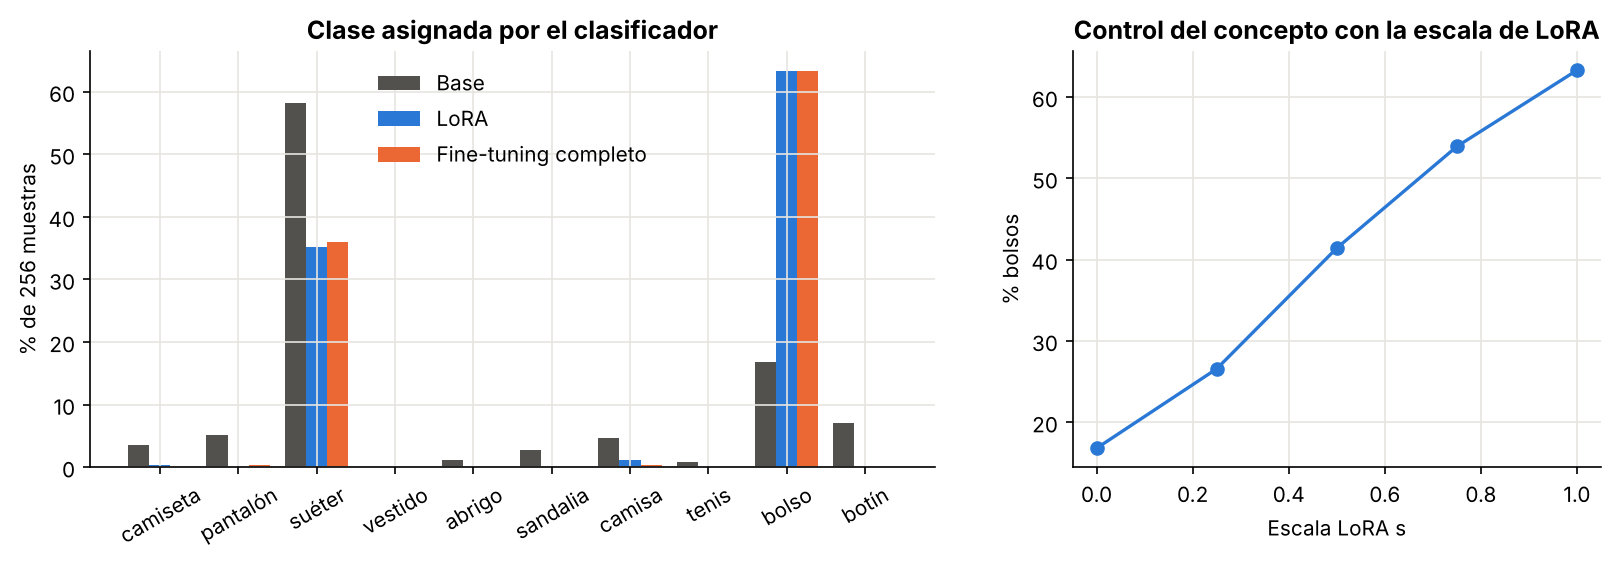 Clase asignada por el clasificador
% de 256 muestras
60
50
40
30
20
10
0
Base
LoRA
Fine-tuning completo
camiseta
pantalón
suéter
vestido
abrigo
sandalia
camisa
tenis
bolso
botín
Control del concepto con la escala de LoRA
% bolsos
60
50
40
30
20
0.0 0.2 0.4 0.6 0.8 1.0
Escala LoRA s